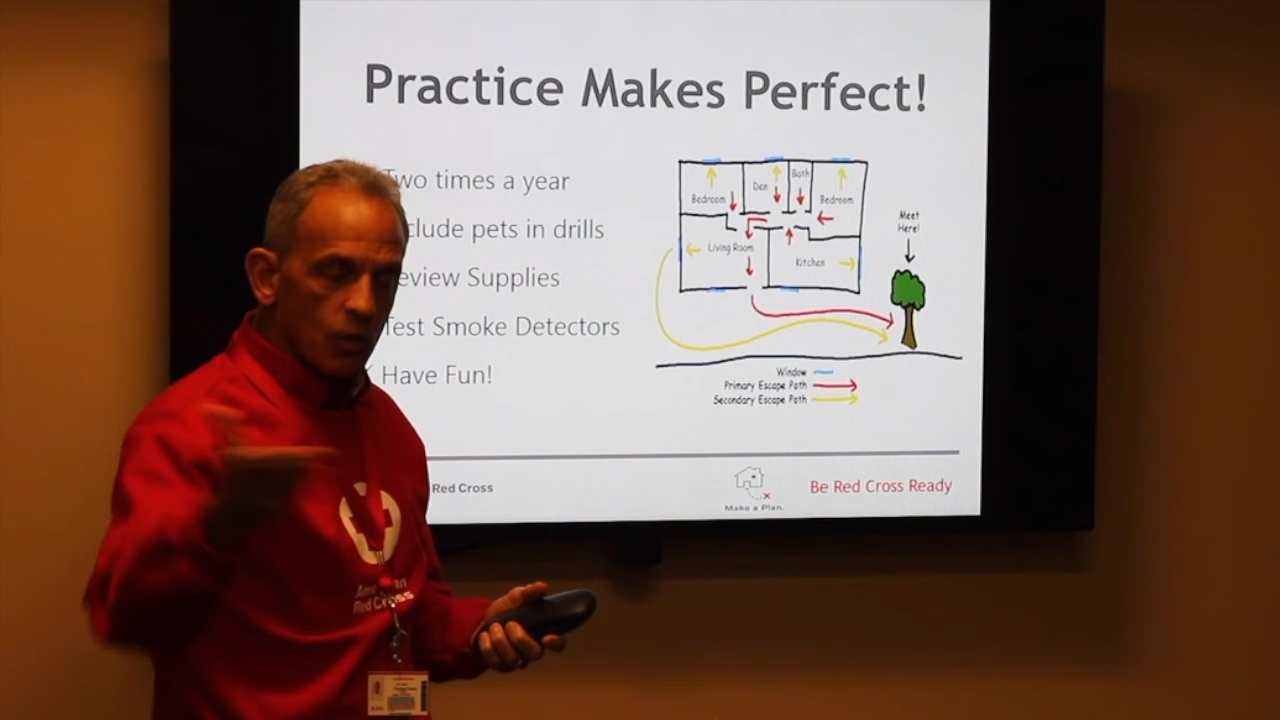 Practice Makes Perfect!
Two times a year
clude pets in drills
eview Supplies
Test Smoke Detectors
Have Fun!
Bedroom
Den
Bath
Bedroom
Living Room
Kitchen
Meet
Here!
Window
Primary Escape Path
Secondary Escape Path
Red Cross
Make a Plan.
Be Red Cross Ready
American
Red Cross